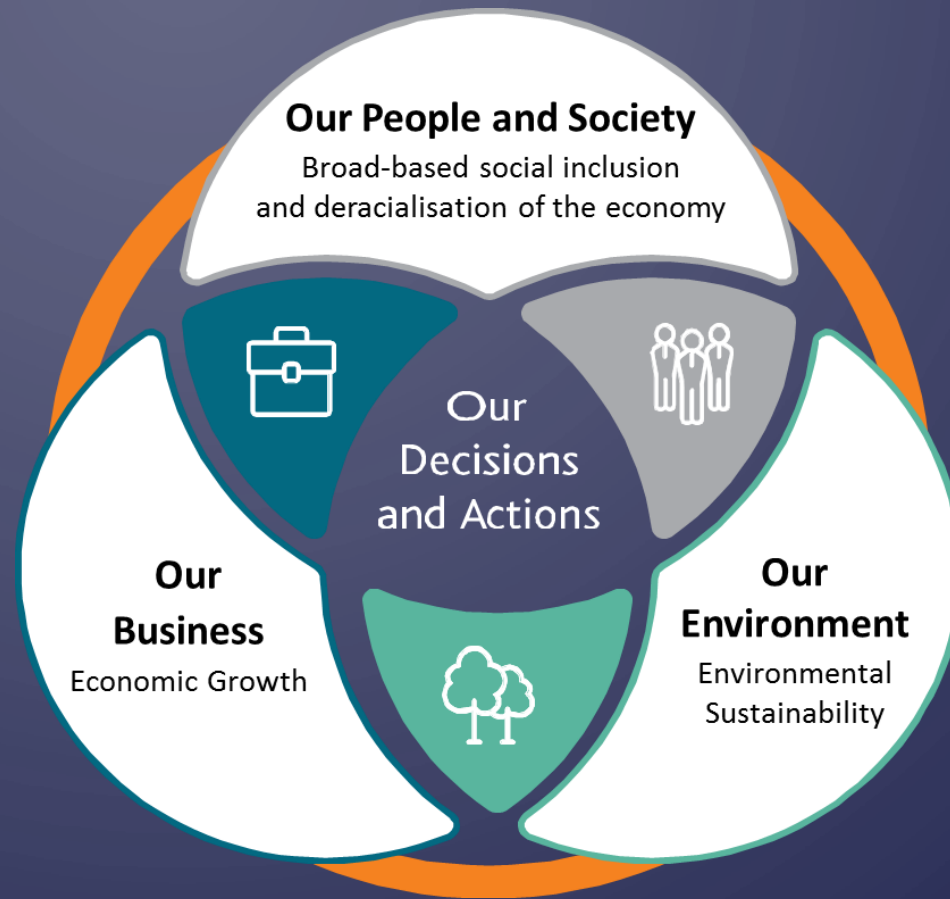 Our People and Society
Broad-based social inclusion
and deracialisation of the economy
Our
Decisions
and Actions
Our
Business
Economic Growth
Our
Environment
Environmental
Sustainability